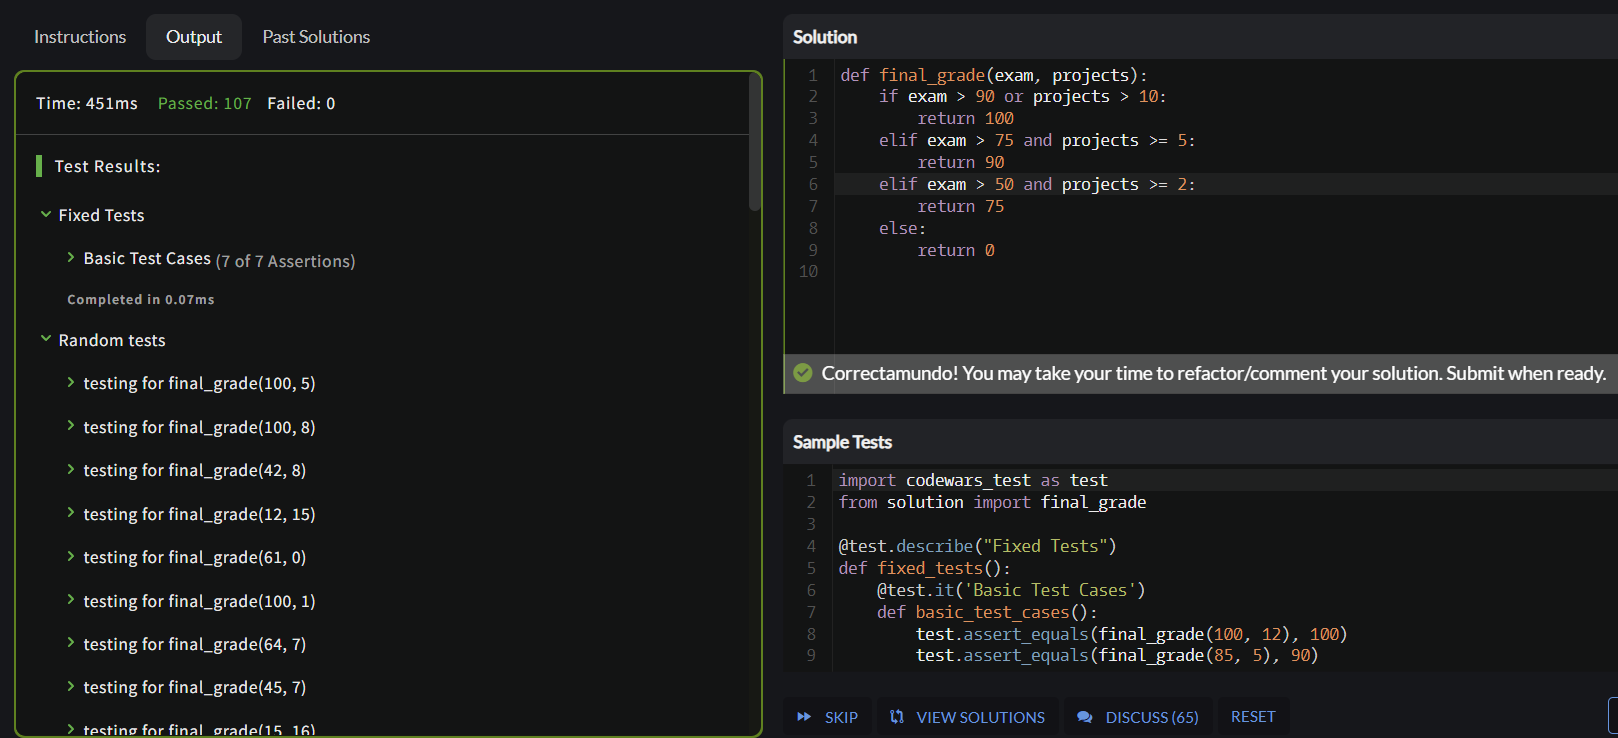 Instructions
Output
Past Solutions
Time: 451ms Passed: 107 Failed: 0
Test Results:
Fixed Tests
Basic Test Cases (7 of 7 Assertions)
Completed in 0.07ms
Random tests
testing for final_grade(100, 5)
testing for final_grade(100, 8)
testing for final_grade(42, 8)
testing for final_grade(12, 15)
testing for final_grade(61, 0)
testing for final_grade(100, 1)
testing for final_grade(64, 7)
testing for final_grade(45, 7)
testing for final_grade(15, 16)
Solution
1 def final_grade(exam, projects):
2     if exam > 90 or projects > 10:
3         return 100
4     elif exam > 75 and projects >= 5:
5         return 90
6     elif exam > 50 and projects >= 2:
7         return 75
8     else:
9         return 0
10
Correctamundo! You may take your time to refactor/comment your solution. Submit when ready.
Sample Tests
1 import codewars_test as test
2 from solution import final_grade
3
4 @test.describe("Fixed Tests")
5 def fixed_tests():
6     @test.it('Basic Test Cases')
7     def basic_test_cases():
8         test.assert_equals(final_grade(100, 12), 100)
9         test.assert_equals(final_grade(85, 5), 90)
SKIP
VIEW SOLUTIONS
DISCUSS (65)
RESET